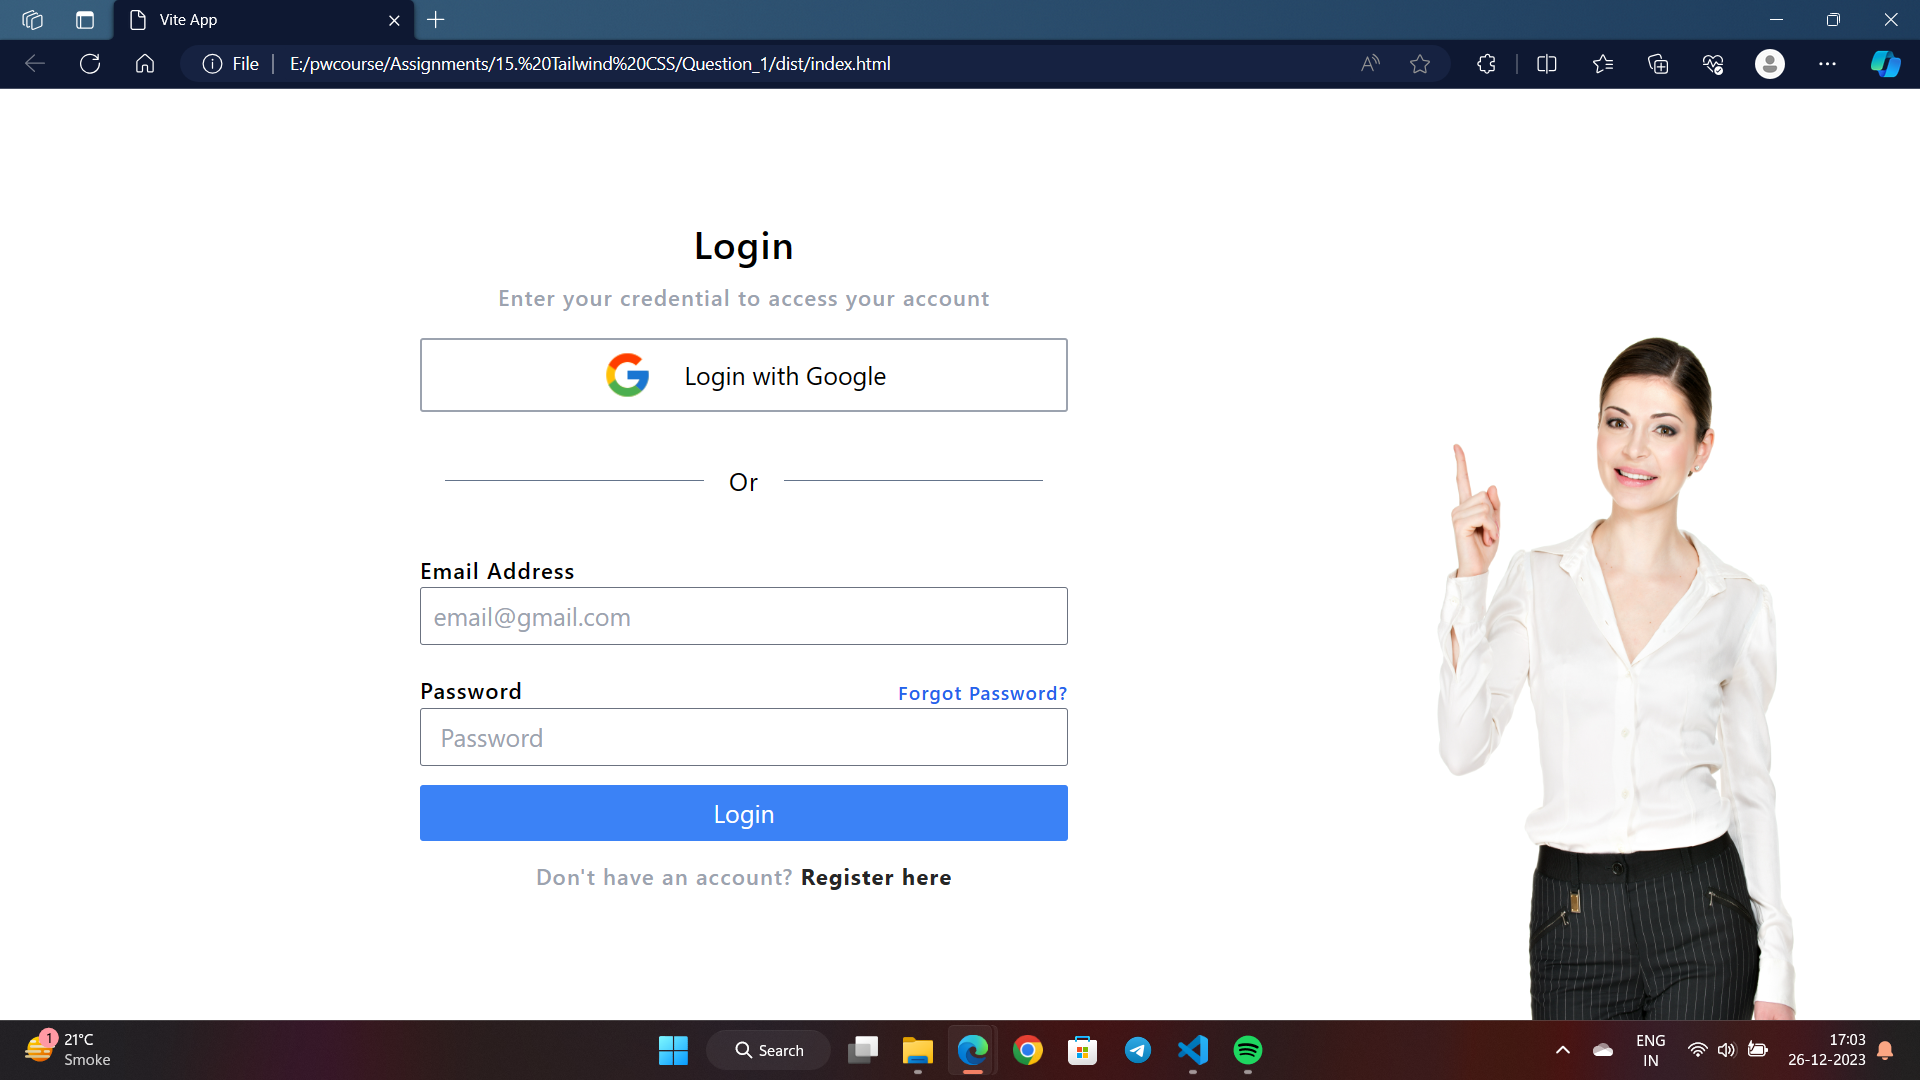 Vite App
File
E:/pwcourse/Assignments/15.%20Tailwind%20CSS/Question_1/dist/index.html
Login
Enter your credential to access your account
Login with Google
Or
Email Address
email@gmail.com
Password Forgot Password?
Password
Login
Don't have an account? Register here
1
21°C
Smoke
Search
ENG
IN
17:03
26-12-2023